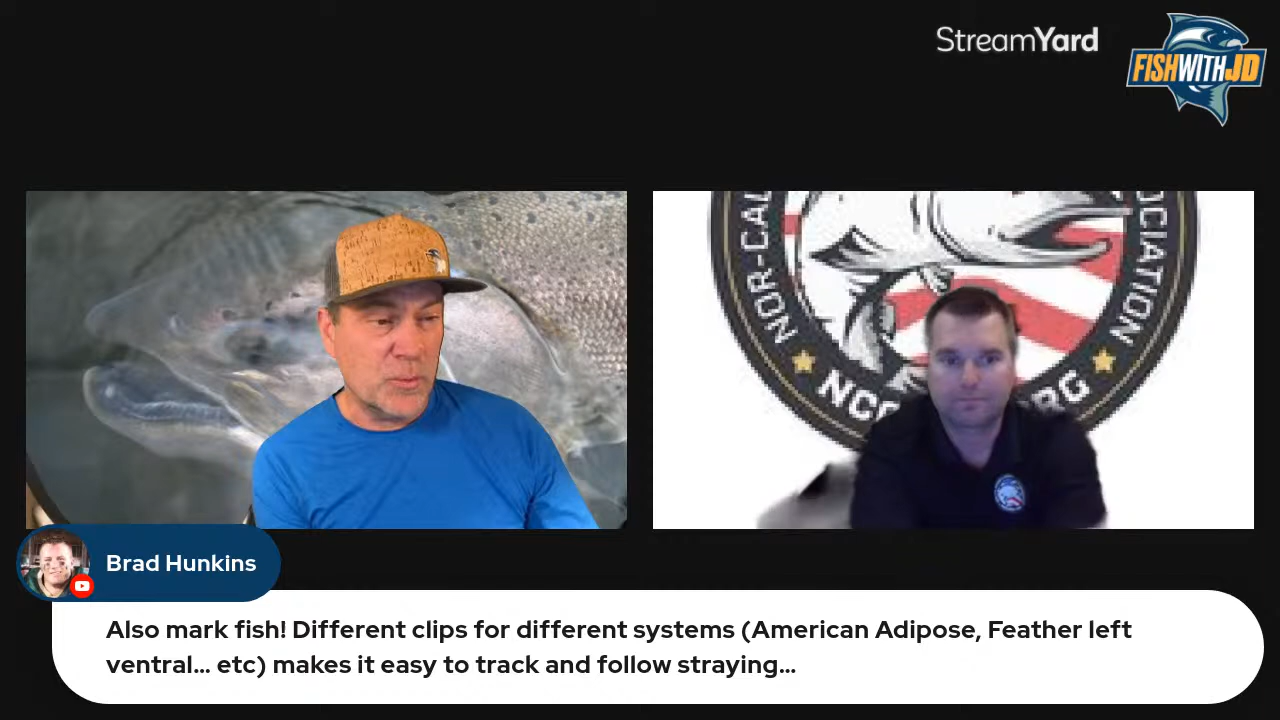 StreamYard
FISHWITHJD
NOR-CAL
OCIATION
NCG
RG
Brad Hunkins
Also mark fish! Different clips for different systems (American Adipose, Feather left
ventral... etc) makes it easy to track and follow straying...